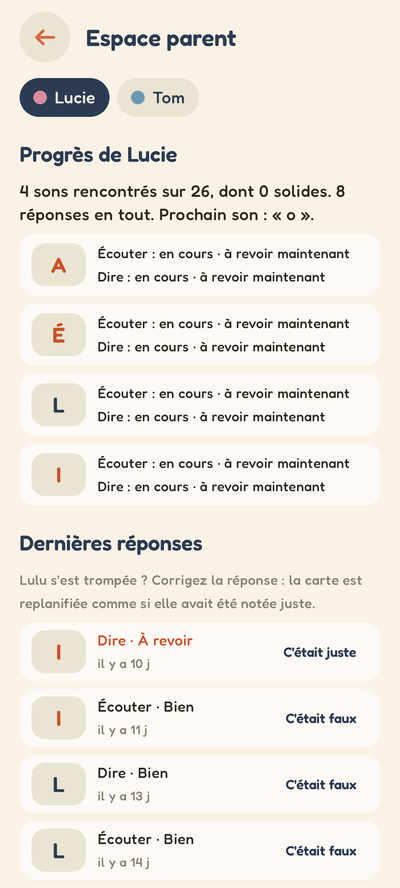 Espace parent
Lucie
Tom
Progrès de Lucie
4 sons rencontrés sur 26, dont 0 solides. 8
réponses en tout. Prochain son : « o ».
A
Écouter : en cours · à revoir maintenant
Dire : en cours · à revoir maintenant
É
Écouter : en cours · à revoir maintenant
Dire : en cours · à revoir maintenant
L
Écouter : en cours · à revoir maintenant
Dire : en cours · à revoir maintenant
I
Écouter : en cours · à revoir maintenant
Dire : en cours · à revoir maintenant
Dernières réponses
Lulu s'est trompée ? Corrigez la réponse : la carte est
replanifiée comme si elle avait été notée juste.
I
Dire · À revoir
il y a 10 j
C'était juste
I
Écouter · Bien
il y a 11 j
C'était faux
L
Dire · Bien
il y a 13 j
C'était faux
L
Écouter · Bien
il y a 14 j
C'était faux